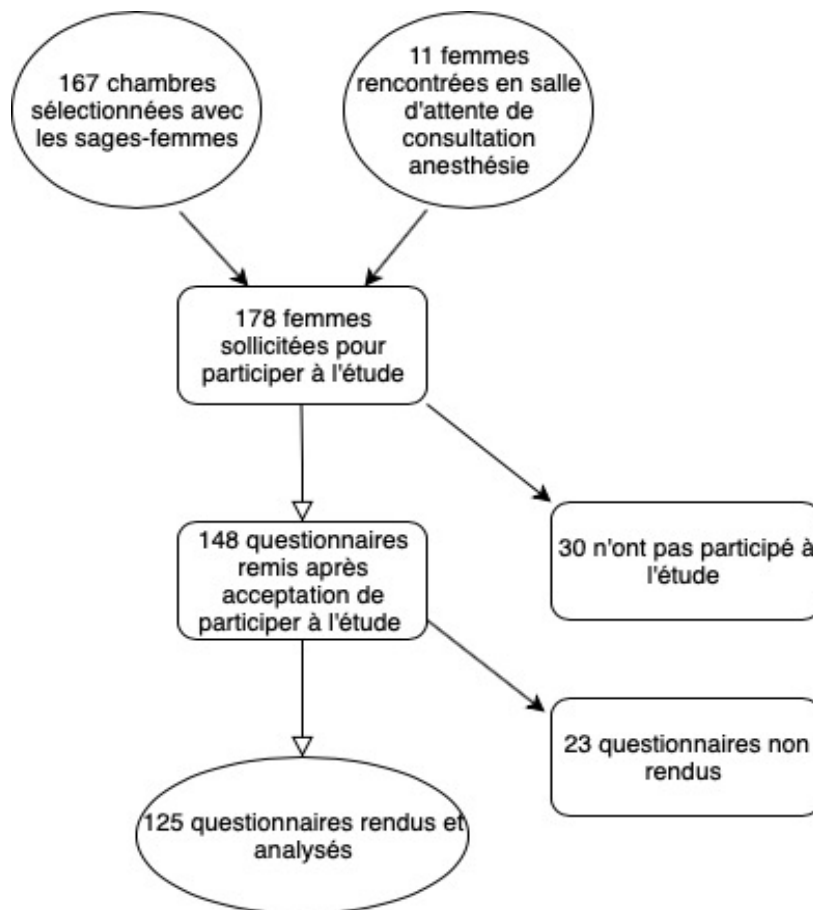 167 chambres
sélectionnées avec
les sages-femmes
11 femmes
rencontrées en salle
d'attente de
consultation
anesthésie
178 femmes
sollicitées pour
participer à l'étude
148 questionnaires
remis après
acceptation de
participer à l'étude
30 n'ont pas participé à
l'étude
23 questionnaires non
rendus
125 questionnaires rendus et
analysés